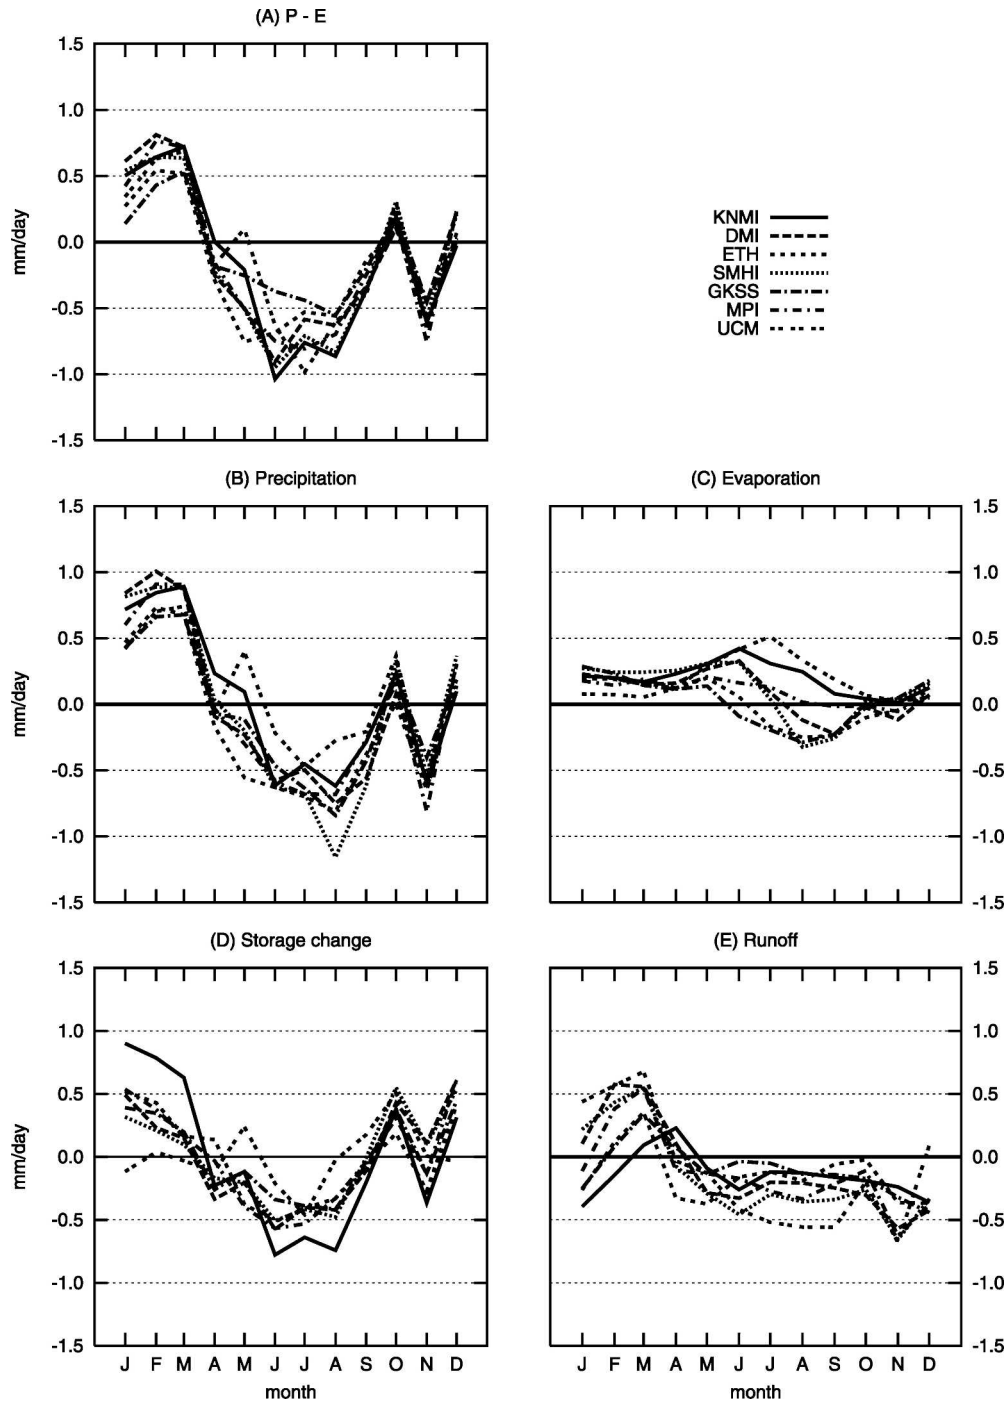 (A) P - E
1.5
1.0
0.5
0.0
-0.5
-1.0
-1.5
mm/day
KNMI
DMI
ETH
SMHI
GKSS
MPI
UCM
(B) Precipitation
1.5
1.0
0.5
0.0
-0.5
-1.0
-1.5
mm/day
(C) Evaporation
1.5
1.0
0.5
0.0
-0.5
-1.0
-1.5
(D) Storage change
1.5
1.0
0.5
0.0
-0.5
-1.0
-1.5
mm/day
J F M A M J J A S O N D
month
(E) Runoff
1.5
1.0
0.5
0.0
-0.5
-1.0
-1.5
J F M A M J J A S O N D
month